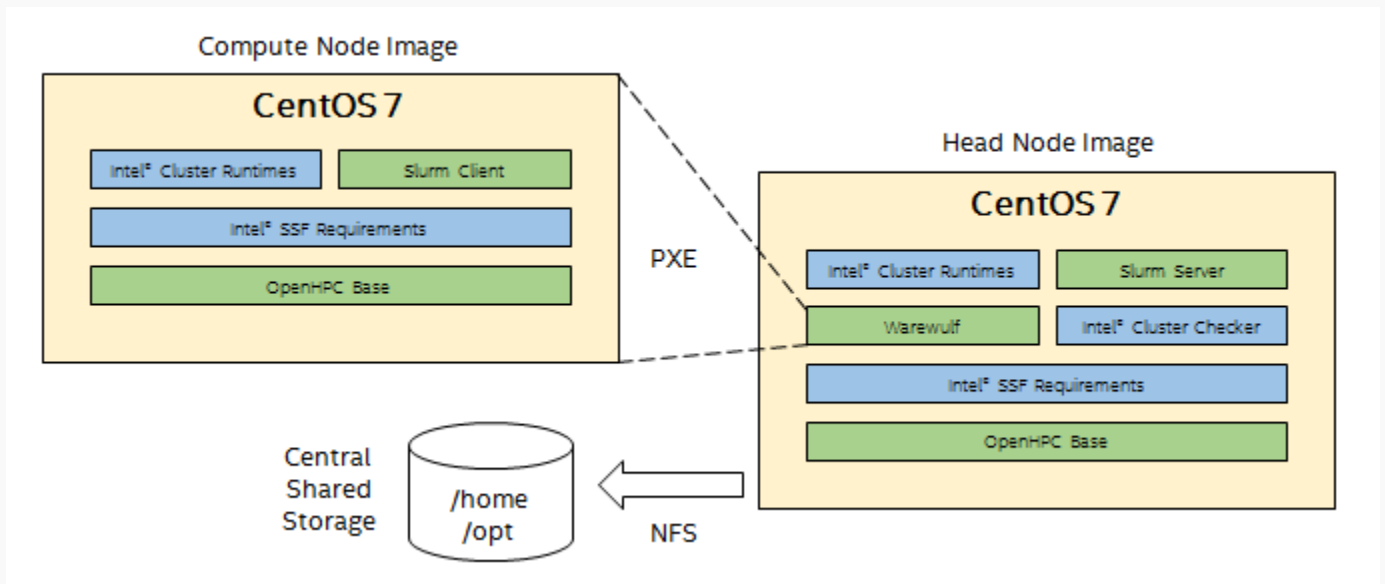 Compute Node Image
CentOS 7
Intel® Cluster Runtimes
Slurm Client
Intel® SSF Requirements
OpenHPC Base
PXE
Head Node Image
CentOS 7
Intel® Cluster Runtimes
Slurm Server
Warewulf
Intel® Cluster Checker
Intel® SSF Requirements
OpenHPC Base
Central
Shared
Storage
/home
/opt
NFS